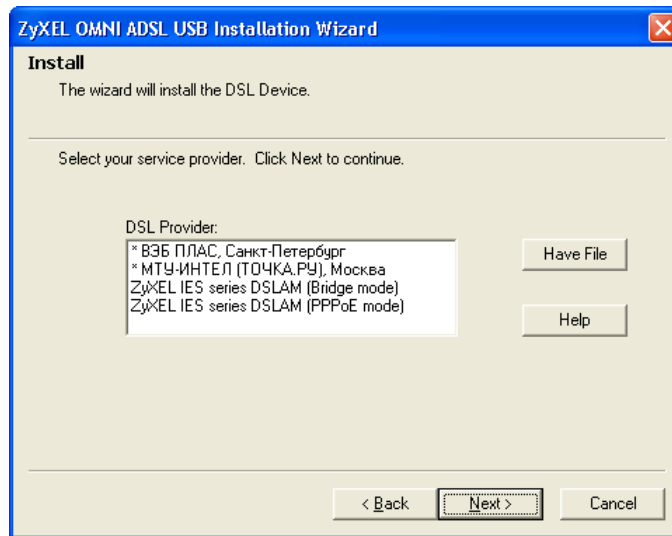 ZyXEL OMNI ADSL USB Installation Wizard
Install
The wizard will install the DSL Device.
Select your service provider. Click Next to continue.
DSL Provider:
* ВЭБ ПЛАС, Санкт-Петербург
* МТУ-ИНТЕЛ (ТОЧКА.РУ), Москва
ZyXEL IES series DSLAM (Bridge mode)
ZyXEL IES series DSLAM (PPPoE mode)
Have File
Help
< Back
Next >
Cancel